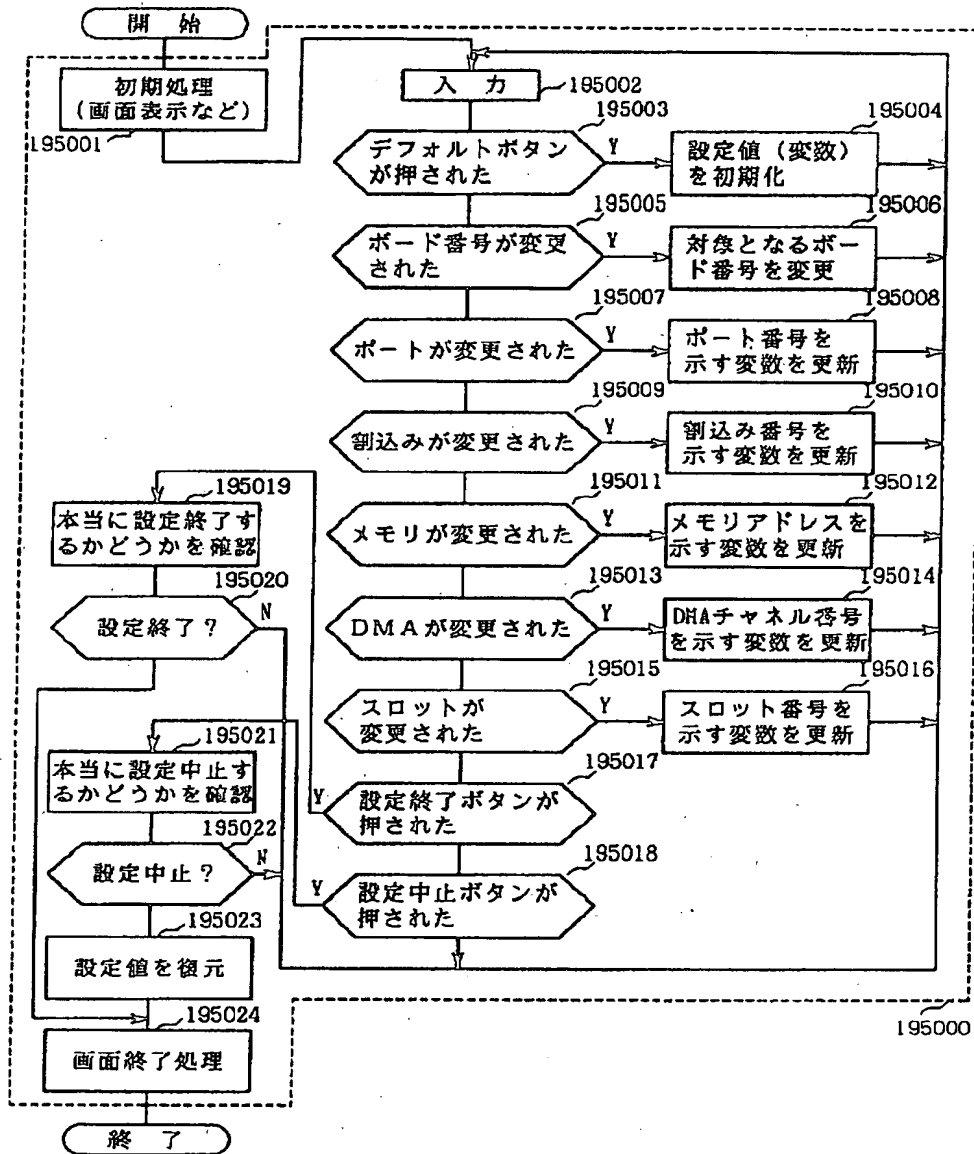 開 始
初期処理
(画面表示など)
195001
入 力
195002
195003
デフォルトボタン
が押された
Y
195004
設定値（変数）
を初期化
195005
ボード番号が変更
された
Y
195006
対象となるボー
ド番号を変更
195007
ポートが変更された
Y
195008
ポート番号を
示す変数を更新
195009
割込みが変更された
Y
195010
割込み番号を
示す変数を更新
195011
メモリが変更された
Y
195012
メモリアドレスを
示す変数を更新
195013
DMAが変更された
Y
195014
DMAチャネル番号
を示す変数を更新
195015
スロットが
変更された
Y
195016
スロット番号を
示す変数を更新
195017
設定終了ボタンが
押された
Y
195018
設定中止ボタンが
押された
Y
195019
本当に設定終了す
るかどうかを確認
195020
設定終了？
N
195021
本当に設定中止す
るかどうかを確認
195022
設定中止？
N
195023
設定値を復元
195024
画面終了処理
195000
終 了